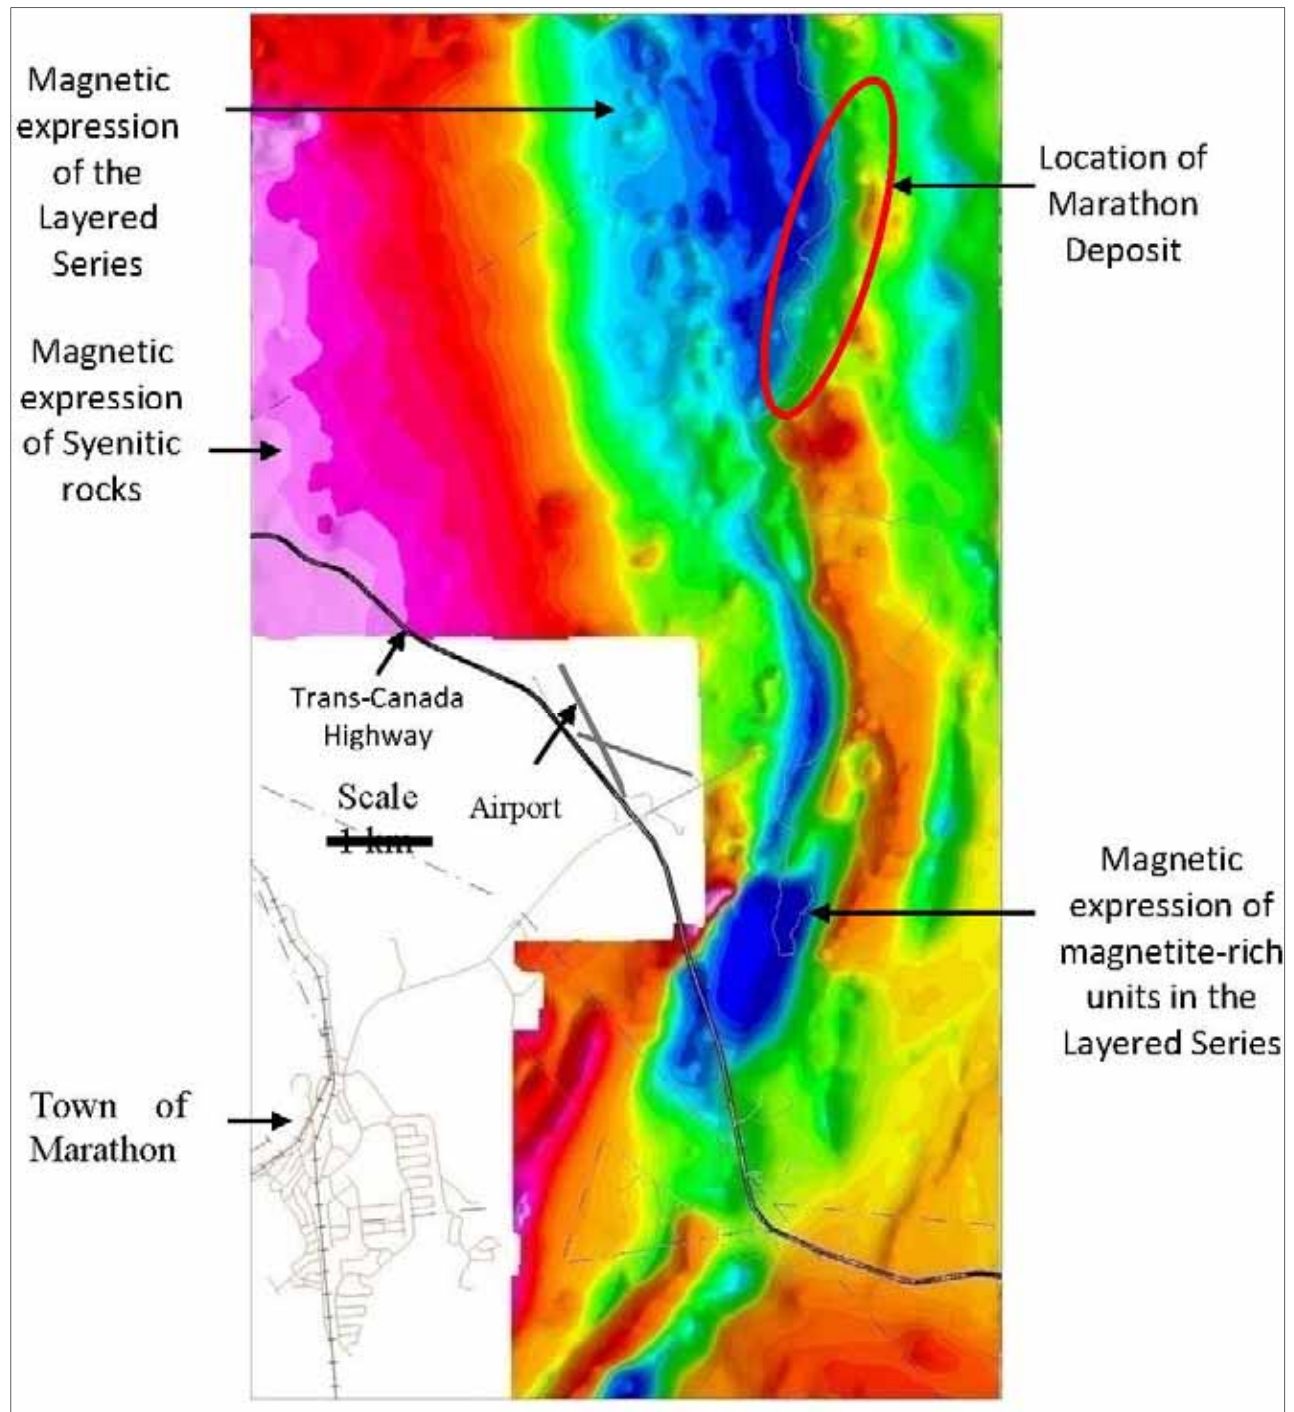 Magnetic
expression
of the
Layered
Series
Location of
Marathon
Deposit
Magnetic
expression
of Syenitic
rocks
Trans-Canada
Highway
Scale
1 km
Airport
Magnetic
expression of
magnetite-rich
units in the
Layered Series
Town of
Marathon